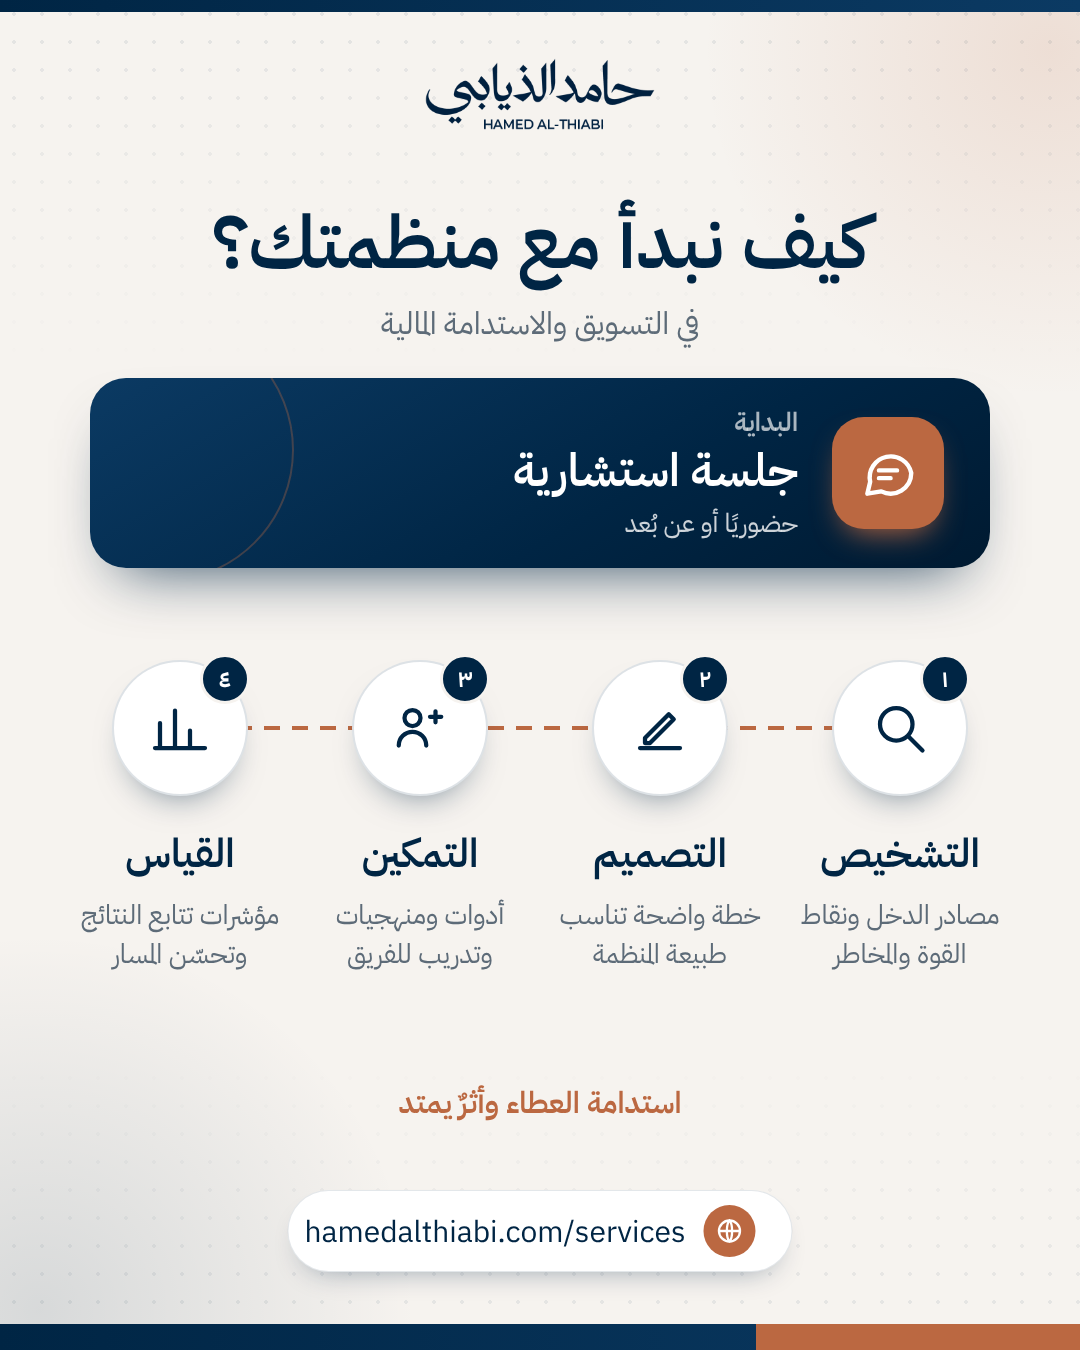 حامد الذيابي
HAMED AL-THIABI
كيف نبدأ مع منظمتك؟
في التسويق والاستدامة المالية
البداية
جلسة استشارية
حضوريًا أو عن بُعد
١
التشخيص
مصادر الدخل ونقاط
القوة والمخاطر
٢
التصميم
خطة واضحة تناسب
طبيعة المنظمة
٣
التمكين
أدوات ومنهجيات
وتدريب للفريق
٤
القياس
مؤشرات تتابع النتائج
وتحسّن المسار
استدامة العطاء وأثرٌ يمتد
hamedalthiabi.com/services